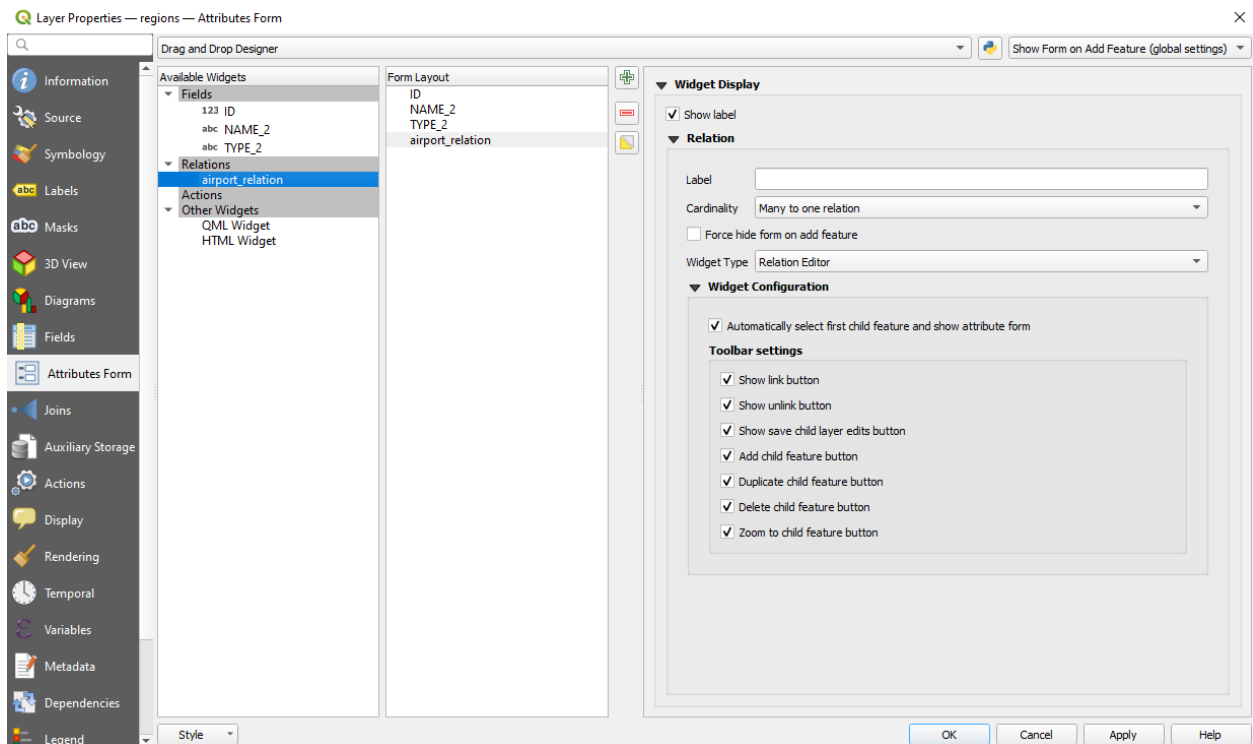 Layer Properties — regions — Attributes Form
Drag and Drop Designer
Show Form on Add Feature (global settings)
Information
Source
Symbology
abc Labels
abc Masks
3D View
Diagrams
Fields
Attributes Form
Joins
Auxiliary Storage
Actions
Display
Rendering
Temporal
Variables
Metadata
Dependencies
Legend
Available Widgets
Fields
123 ID
abc NAME_2
abc TYPE_2
Relations
airport_relation
Actions
Other Widgets
QML Widget
HTML Widget
Form Layout
ID
NAME_2
TYPE_2
airport_relation
Widget Display
Show label
Relation
Label
Cardinality Many to one relation
Force hide form on add feature
Widget Type Relation Editor
Widget Configuration
Automatically select first child feature and show attribute form
Toolbar settings
Show link button
Show unlink button
Show save child layer edits button
Add child feature button
Duplicate child feature button
Delete child feature button
Zoom to child feature button
Style
OK Cancel Apply Help